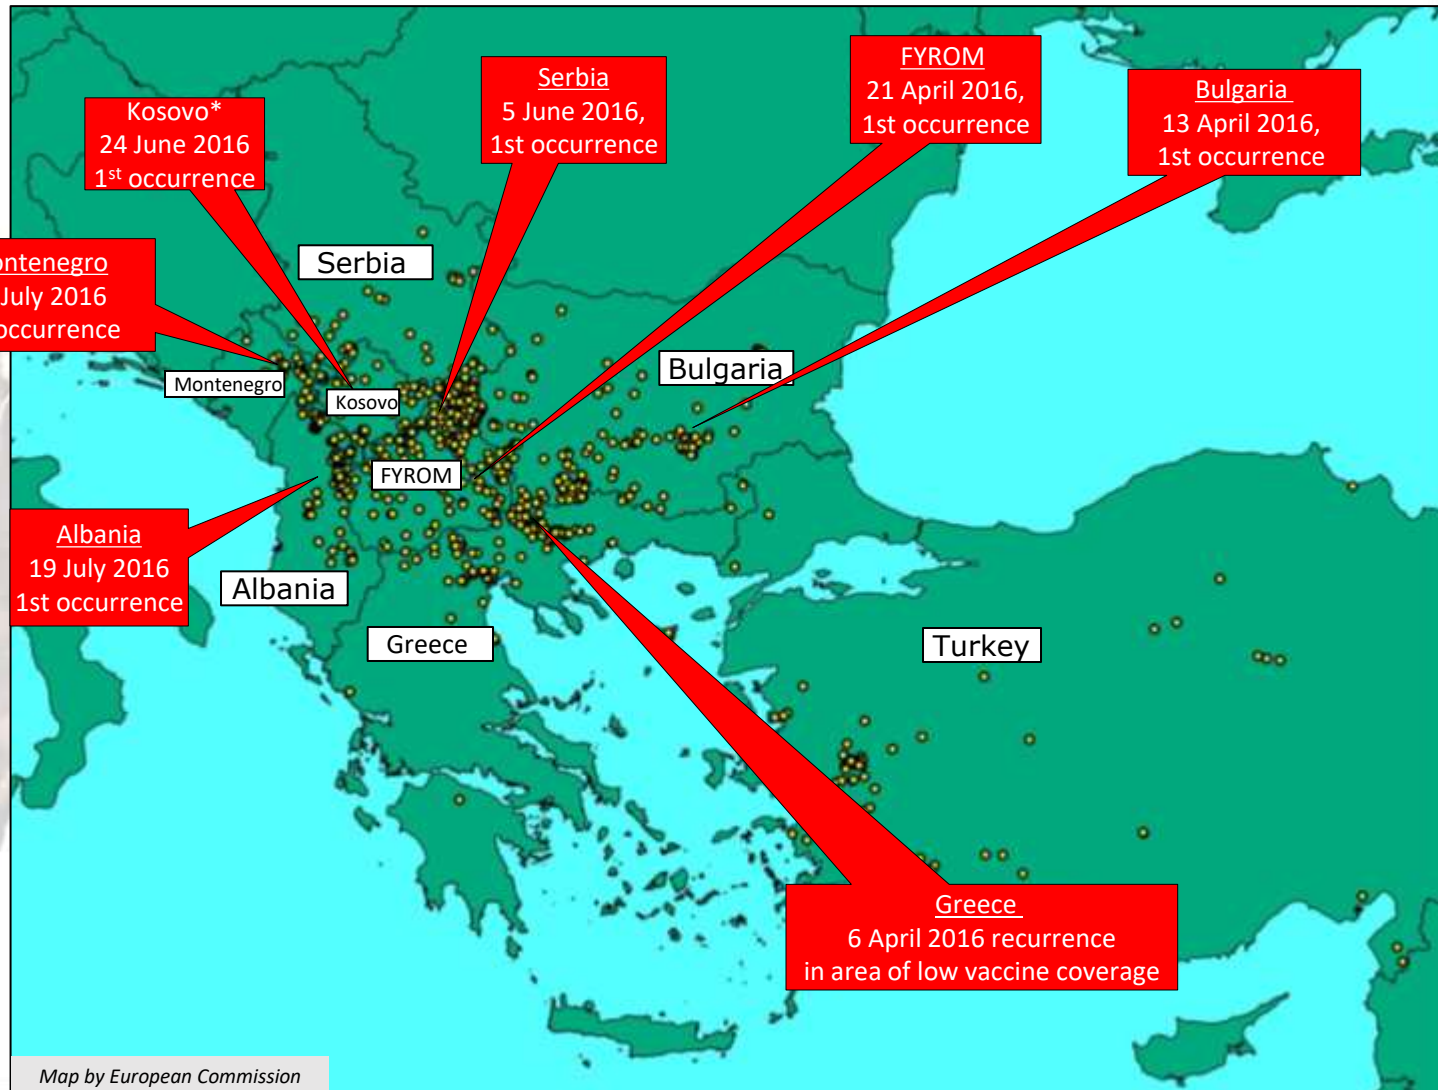 FYROM
21 April 2016,
1st occurrence
Serbia
5 June 2016,
1st occurrence
Bulgaria
13 April 2016,
1st occurrence
Kosovo*
24 June 2016
1st occurrence
Serbia
ontenegro
July 2016
occurrence
Bulgaria
Montenegro
Kosovo
FYROM
Albania
19 July 2016
1st occurrence
Albania
Greece
Turkey
Greece
6 April 2016 recurrence
in area of low vaccine coverage
Map by European Commission